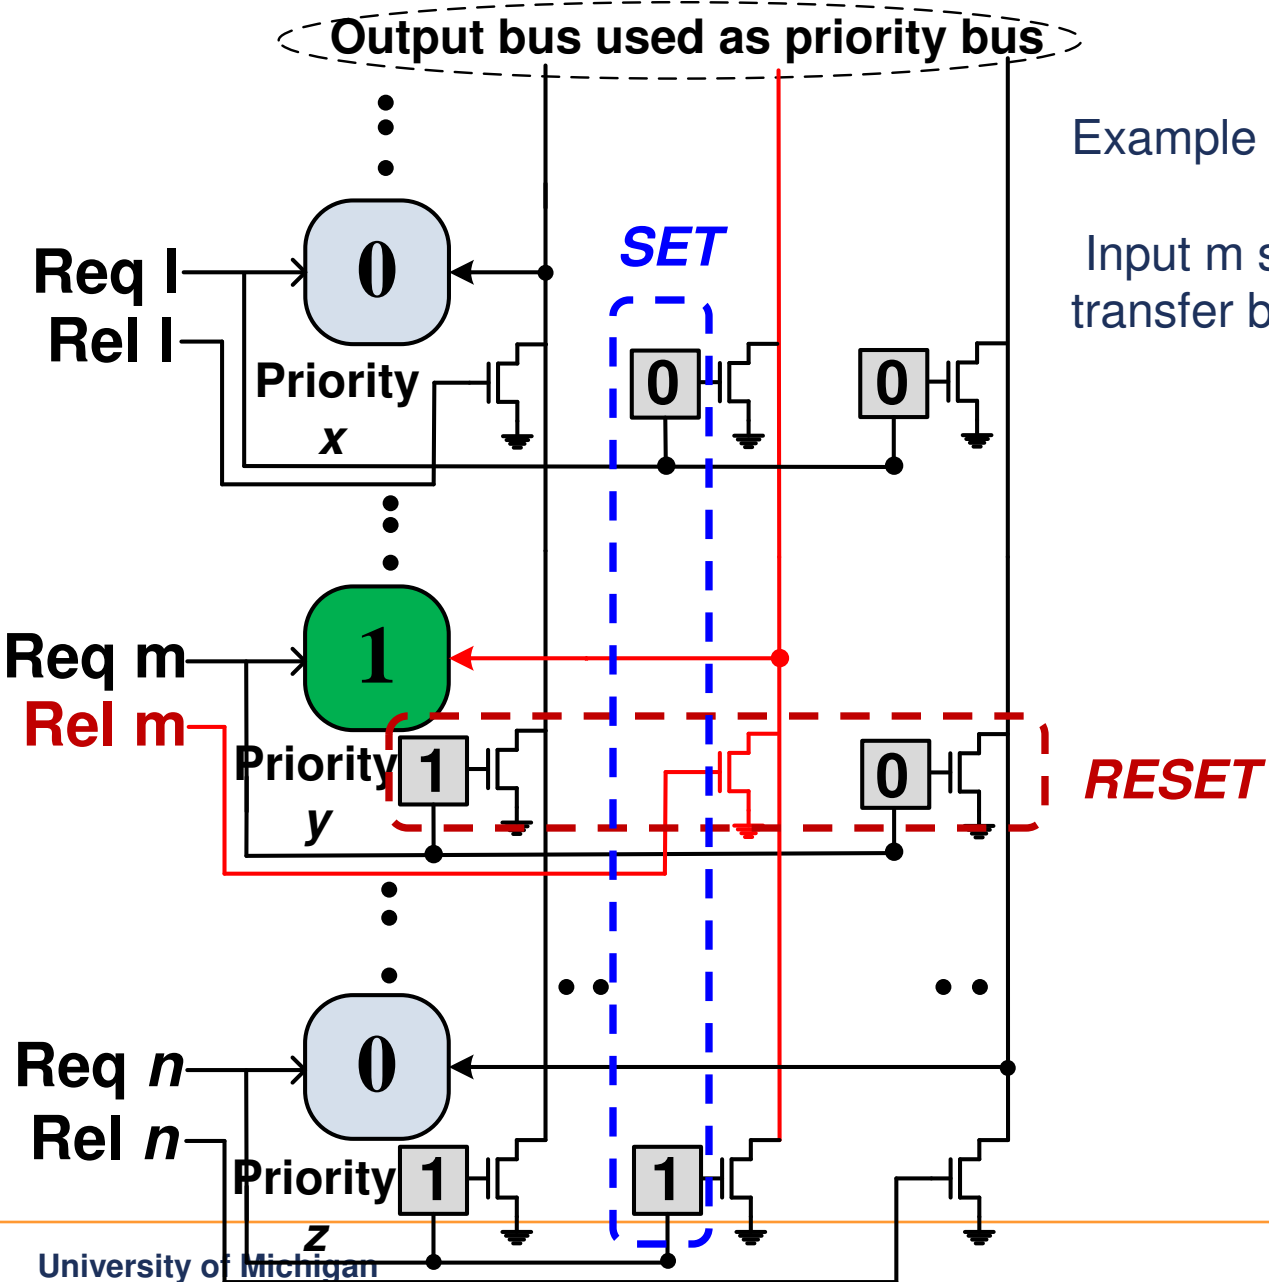 Output bus used as priority bus
Example
Input m s
transfer b
SET
Req l
0
Rel l
Priority
x
0
0
Req m
1
Rel m
Priority
y
1
0
RESET
Req n
0
Rel n
Priority
z
1
1
University of Michigan